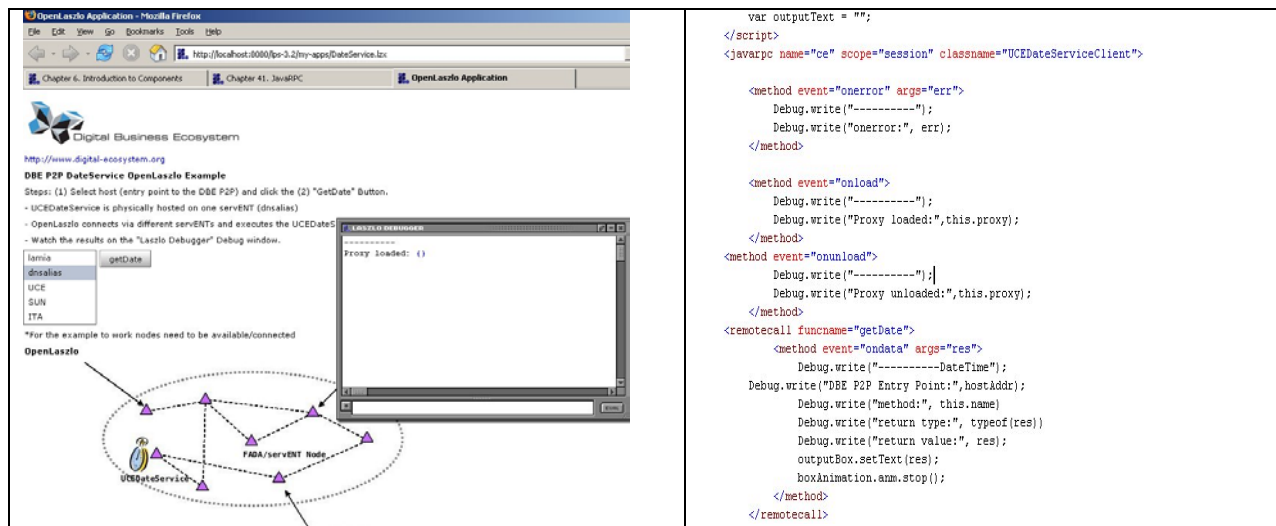 OpenLaszlo Application - Mozilla Firefox
File Edit View Go Bookmarks Tools Help
http://localhost:8080/lps-3.2/my-apps/DateService.lzx
Chapter 6. Introduction to Components
Chapter 41. JavaRPC
OpenLaszlo Application
Digital Business Ecosystem
http://www.digital-ecosystem.org
DBE P2P DateService OpenLaszlo Example
Steps: (1) Select host (entry point to the DBE P2P) and click the (2) "GetDate" Button.
- UCEDateService is physically hosted on one servENT (dnsalias)
- OpenLaszlo connects via different servENTs and executes the UCEDateS
- Watch the results on the "Laszlo Debugger" Debug window.
lamia
dnsalias
UCE
SUN
ITA
getDate
*For the example to work nodes need to be available/connected
OpenLaszlo
LASZLO DEBUGGER
----------
Proxy loaded: ()
FADA/servENT Node
UCEDateService
var outputText = "";
</script>
<javarpc name="ce" scope="session" classname="UCEDateServiceClient">
<method event="onerror" args="err">
Debug.write("----------");
Debug.write("onerror:", err);
</method>
<method event="onload">
Debug.write("----------");
Debug.write("Proxy loaded:",this.proxy);
</method>
<method event="onunload">
Debug.write("----------");
Debug.write("Proxy unloaded:",this.proxy);
</method>
<remotecall funcname="getDate">
<method event="ondata" args="res">
Debug.write("----------DateTime");
Debug.write("DBE P2P Entry Point:",hostAddr);
Debug.write("method:", this.name)
Debug.write("return type:", typeof(res))
Debug.write("return value:", res);
outputBox.setText(res);
boxAnimation.anm.stop();
</method>
</remotecall>